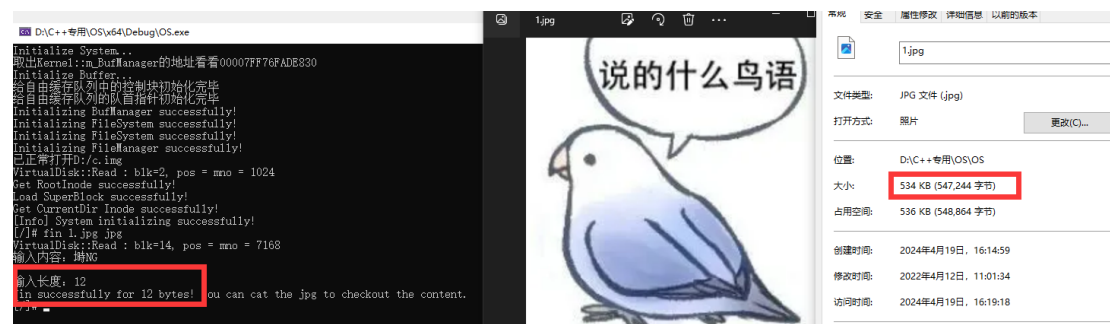 D:\C++专用\OS\x64\Debug\OS.exe
Initialize System...
取出Kernel::m_BufManager的地址看看00007FF76FADE830
Initialize Buffer...
给自由缓存队列中的控制块初始化完毕
给自由缓存队列的队首指针初始化完毕
Initializing BufManager successfully!
Initializing FileSystem successfully!
Initializing FileSystem successfully!
Initializing FileManager successfully!
已正常打开D:/c.img
VirtualDisk::Read : blk=2, pos = mno = 1024
Get RootInode successfully!
Load SuperBlock successfully!
Get CurrentDir Inode successfully!
[Info] System initializing successfully!
[/]# fin 1.jpg jpg
VirtualDisk::Read : blk=14, pos = mno = 7168
输入内容: 塒NG
输入长度: 12
in successfully for 12 bytes! you can cat the jpg to checkout the content.
[/]#
1.jpg
说的什么鸟语
常规 安全 属性修改 详细信息 以前的版本
1.jpg
文件类型: JPG 文件 (.jpg)
打开方式: 照片 更改(C)...
位置: D:\C++专用\OS\OS
大小: 534 KB (547,244 字节)
占用空间: 536 KB (548,864 字节)
创建时间: 2024年4月19日，16:14:59
修改时间: 2022年4月12日，11:01:34
访问时间: 2024年4月19日，16:19:18